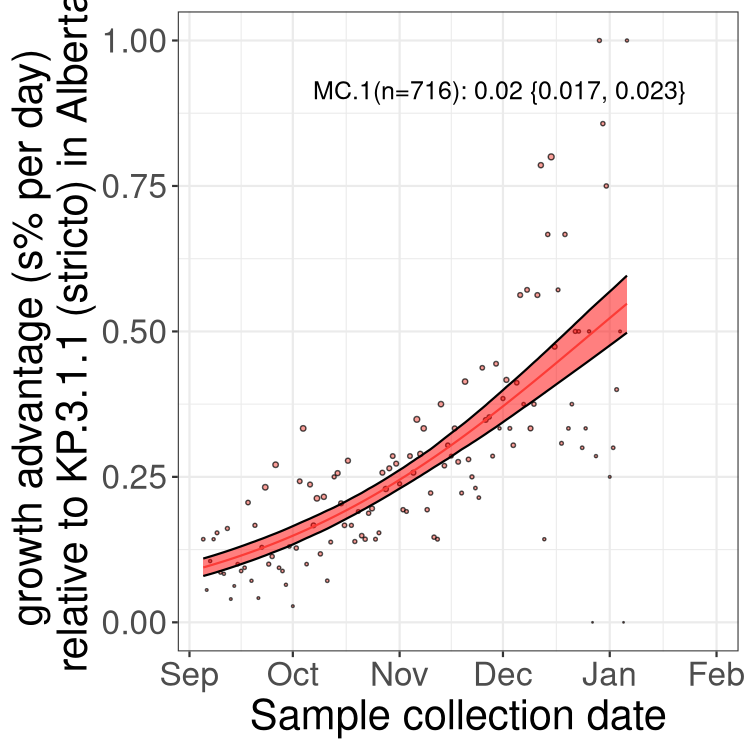 growth advantage (s% per day)
relative to KP.3.1.1 (stricto) in Alberta
1.00
0.75
0.50
0.25
0.00
MC.1(n=716): 0.02 {0.017, 0.023}
Sep Oct Nov Dec Jan Feb
Sample collection date